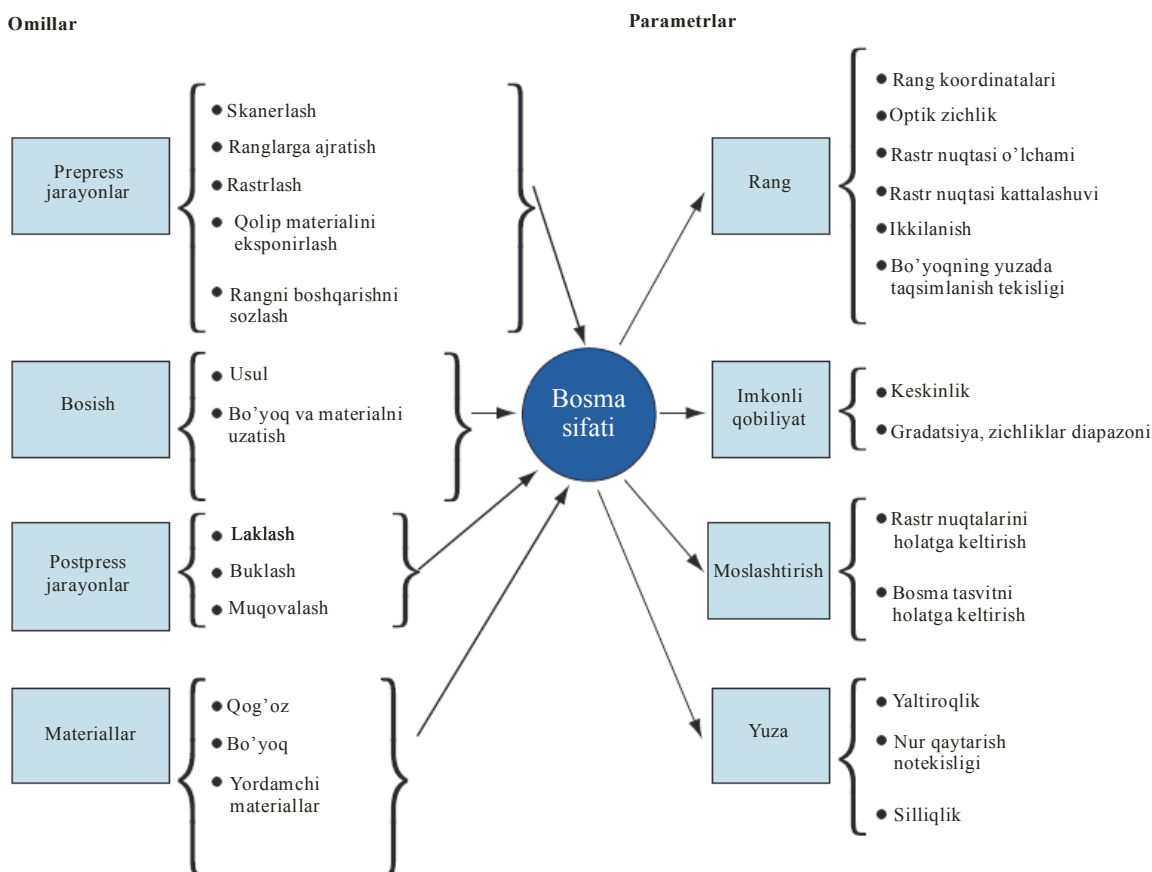 Omillar
Prepress
jarayonlar
Skanerlash
Ranglarga ajratish
Rastrlash
Qolip materialini
eksponirlash
Rangni boshqarishni
sozlash
Bosish
Usul
Bo’yoq va materialni
uzatish
Postpress
jarayonlar
Laklash
Buklash
Muqovalash
Materiallar
Qog’oz
Bo’yoq
Yordamchi
materiallar
Bosma
sifati
Parametrlar
Rang
Rang koordinatalari
Optik zichlik
Rastr nuqtasi o’lchami
Rastr nuqtasi kattalashuvi
Ikkilanish
Bo’yoqning yuzada
taqsimlanish tekisligi
Imkonli
qobiliyat
Keskinlik
Gradatsiya, zichliklar diapazoni
Moslashtirish
Rastr nuqtalarini
holatga keltirish
Bosma tasvitni
holatga keltirish
Yuza
Yaltiroqlik
Nur qaytarish
notekisligi
Silliqlik